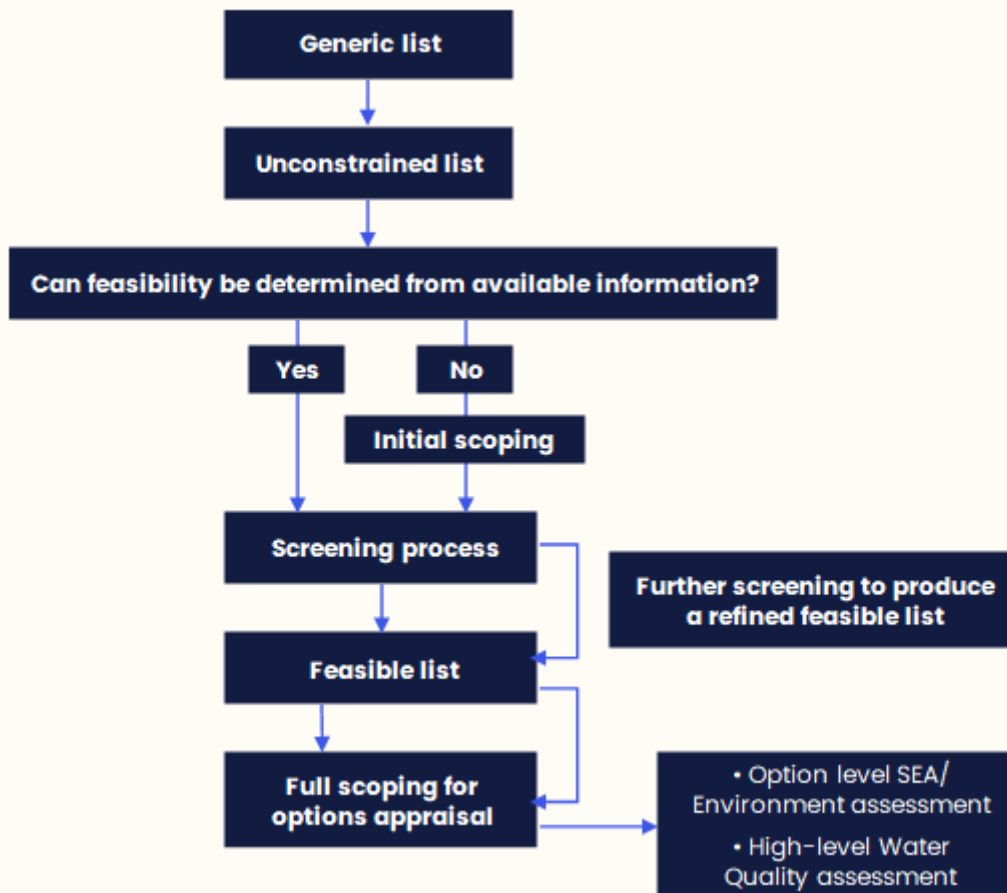 Generic list
Unconstrained list
Can feasibility be determined from available information?
Yes
No
Initial scoping
Screening process
Further screening to produce
a refined feasible list
Feasible list
Full scoping for
options appraisal
• Option level SEA/
Environment assessment
• High-level Water
Quality assessment